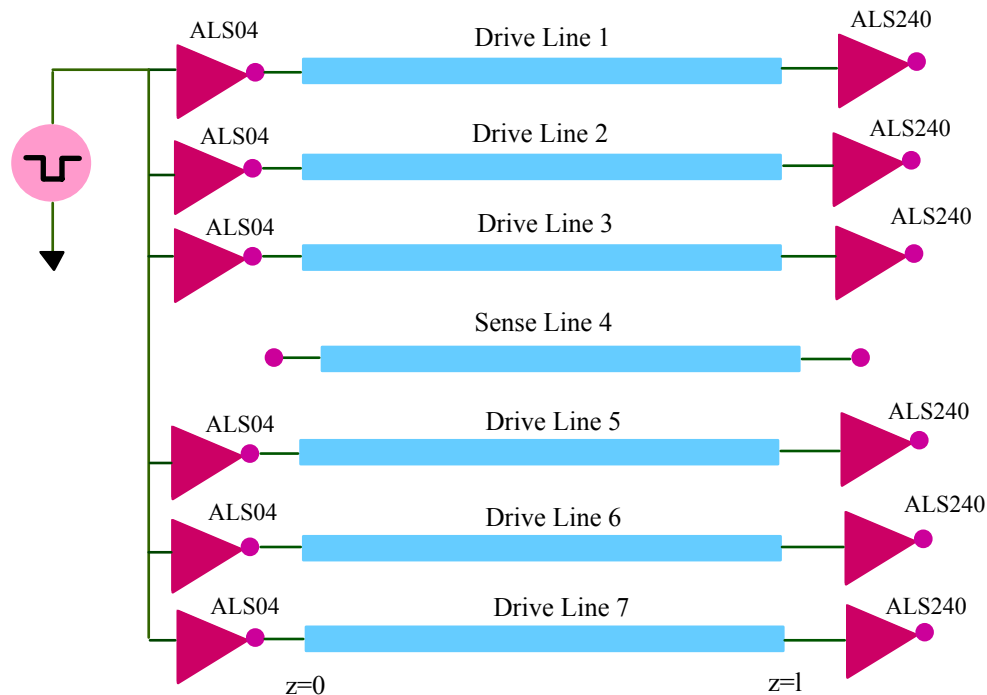 ALS04 Drive Line 1 ALS240
ALS04 Drive Line 2 ALS240
ALS04 Drive Line 3 ALS240
Sense Line 4
ALS04 Drive Line 5 ALS240
ALS04 Drive Line 6 ALS240
ALS04 Drive Line 7 ALS240
z=0 z=l